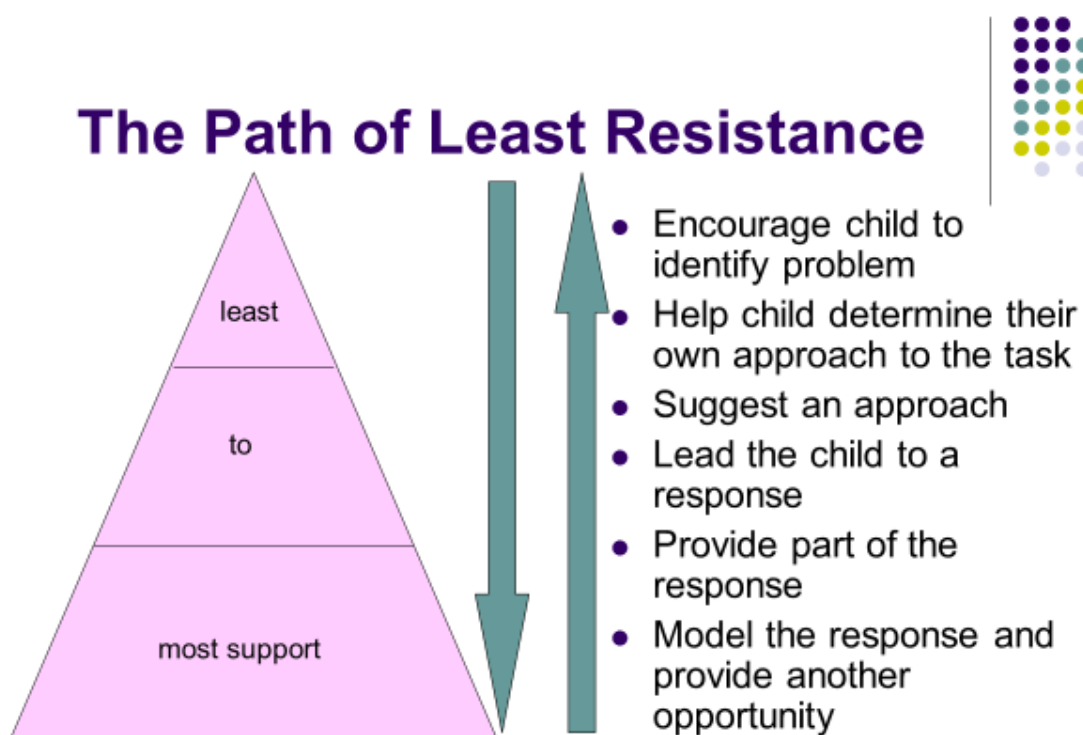 The Path of Least Resistance
least
to
most support
Encourage child to
identify problem
Help child determine their
own approach to the task
Suggest an approach
Lead the child to a
response
Provide part of the
response
Model the response and
provide another
opportunity